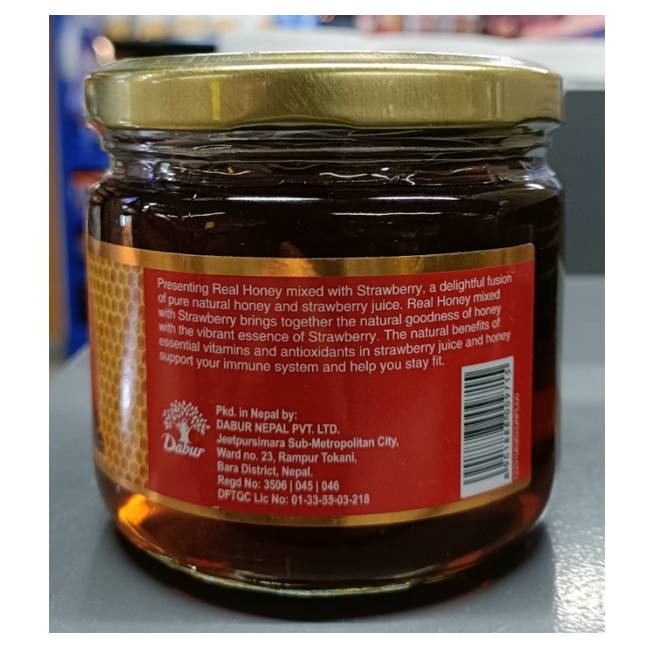 Presenting Real Honey mixed with Strawberry, a delightful fusion
of pure natural honey and strawberry juice. Real Honey mixed
with Strawberry brings together the natural goodness of honey
with the vibrant essence of Strawberry. The natural benefits of
essential vitamins and antioxidants in strawberry juice and honey
support your immune system and help you stay fit.
Dabur
Pkd. in Nepal by:
DABUR NEPAL PVT. LTD.
Jeetpursimara Sub-Metropolitan City,
Ward no. 23, Rampur Tokani,
Bara District, Nepal.
Regd No: 3506 | 045 | 046
DFTQC Lic No: 01-33-59-03-218